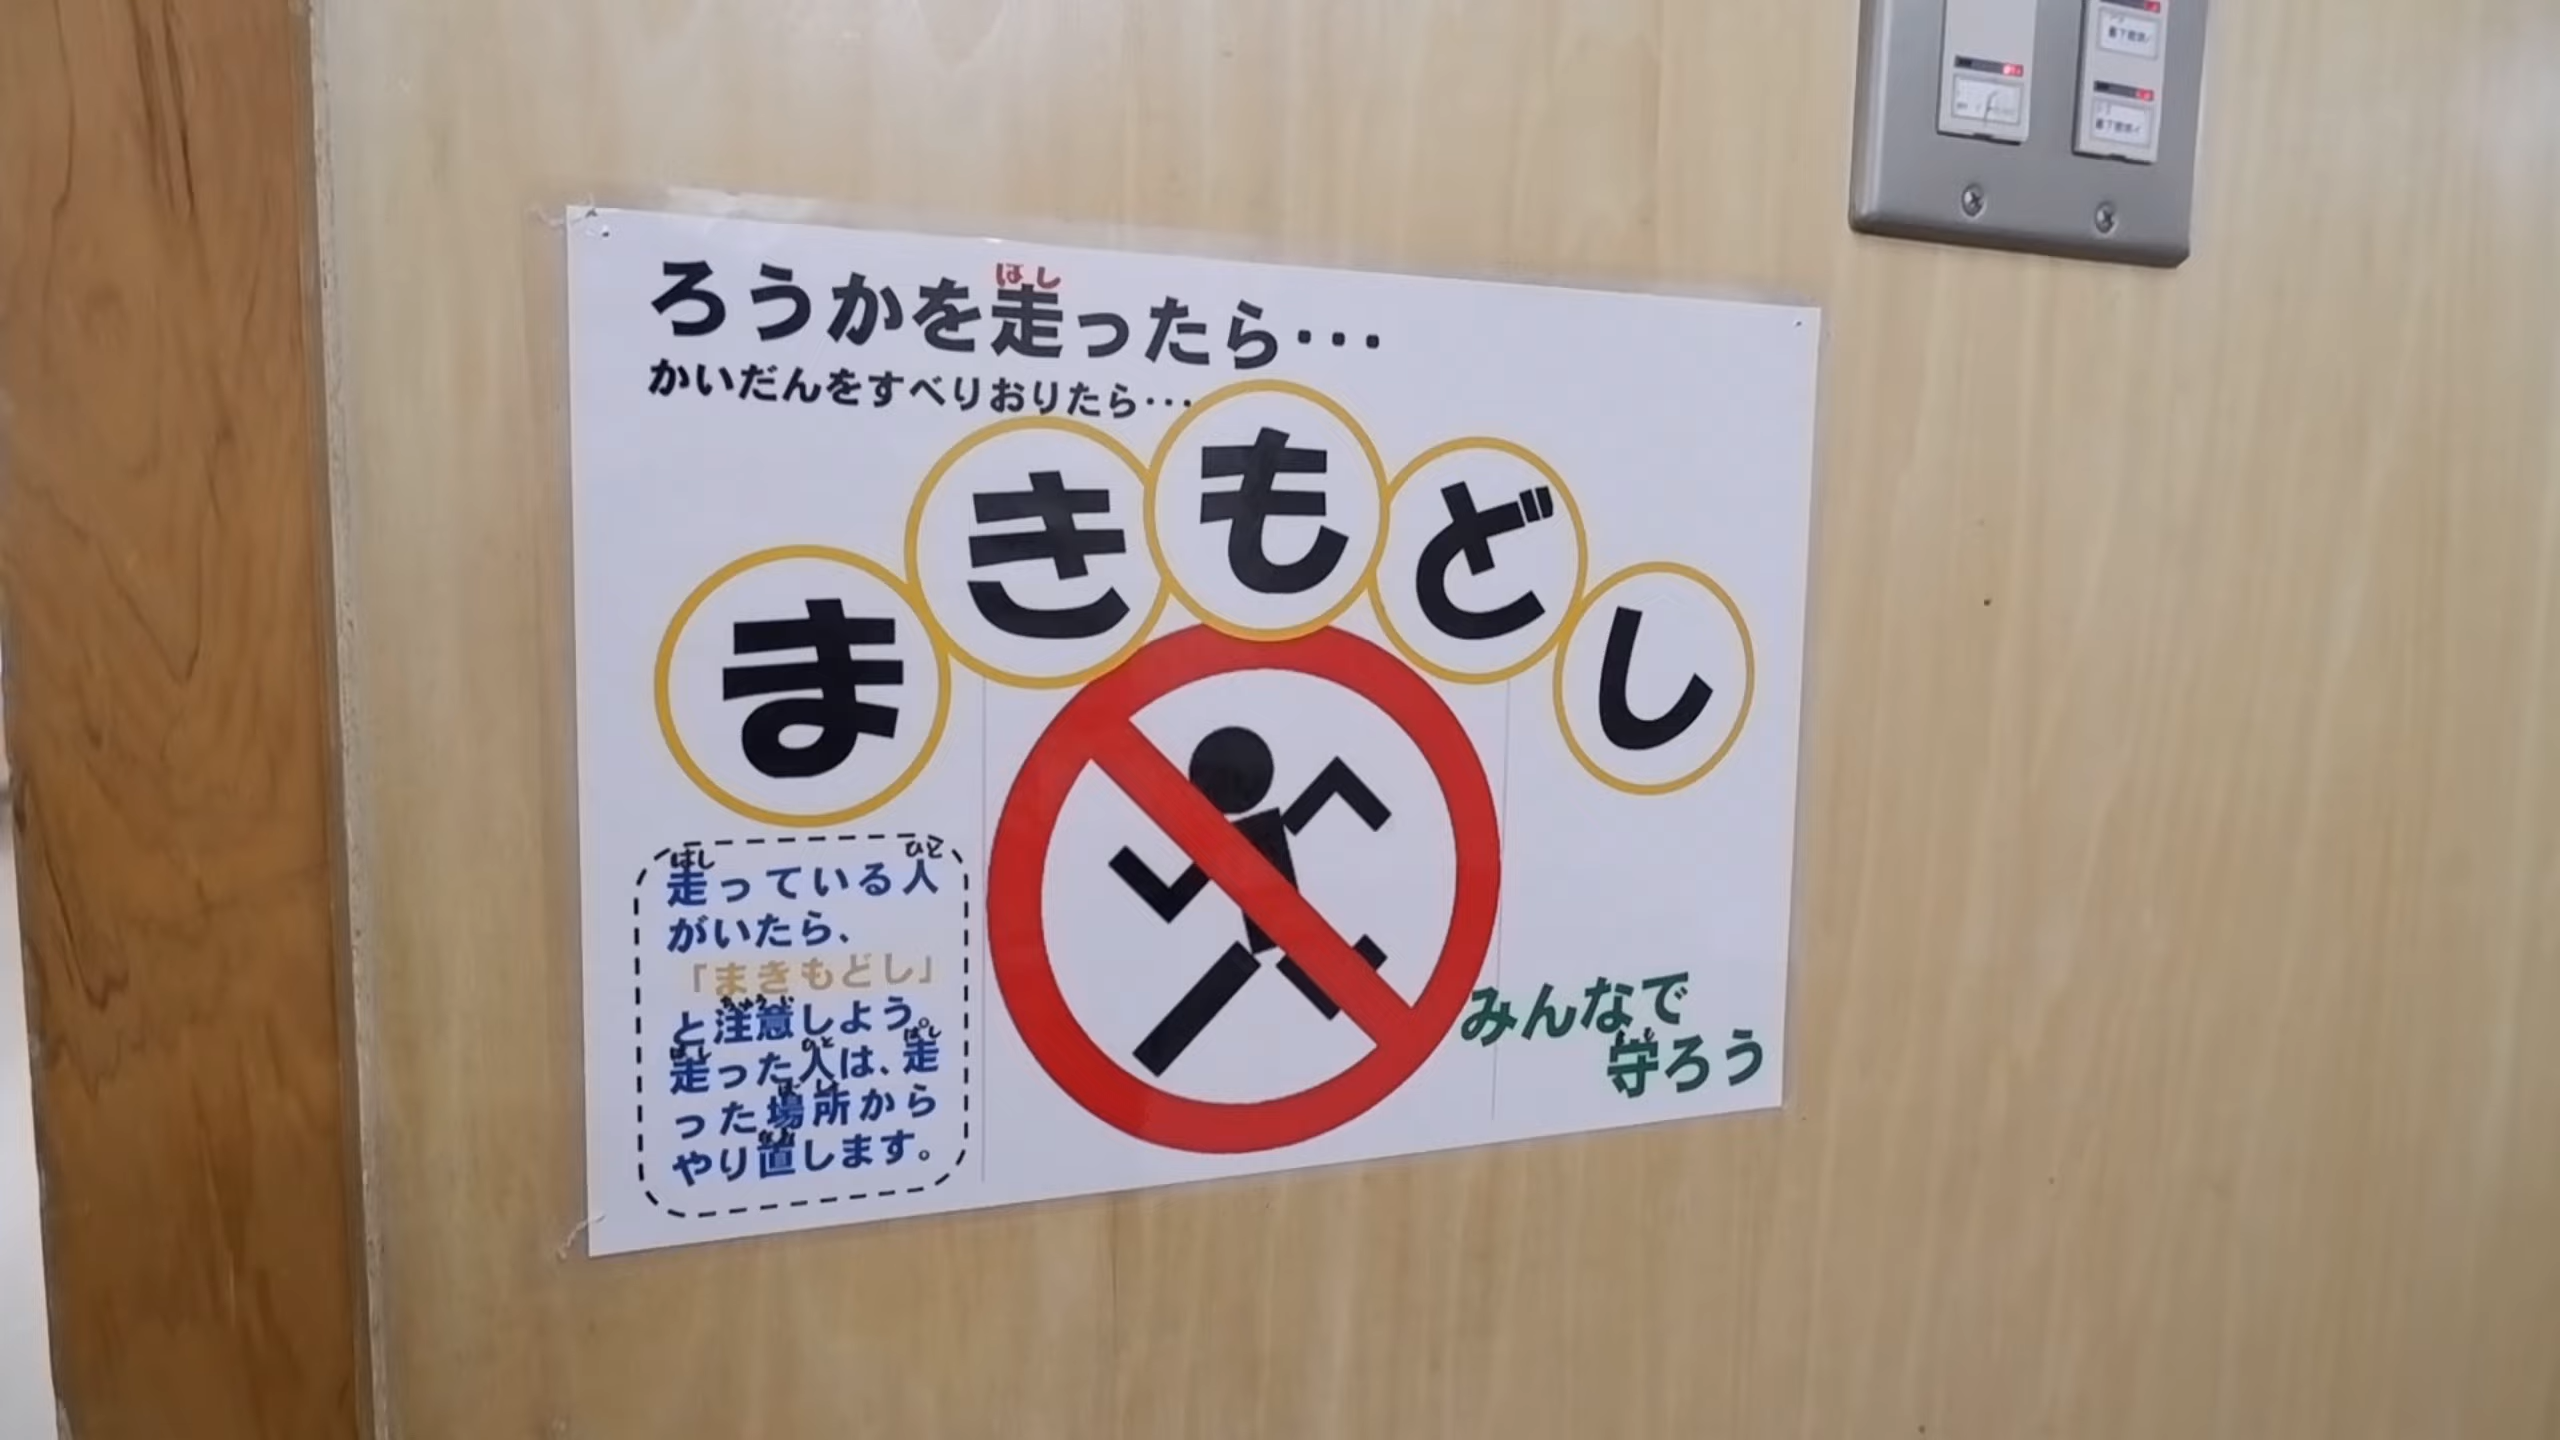 ろうかを走ったら･･･
かいだんをすべりおりたら･･･
まきもどし
走っている人
がいたら、
「まきもどし」
と注意しよう。
走った人は、走
った場所から
やり直します。
みんなで
守ろう